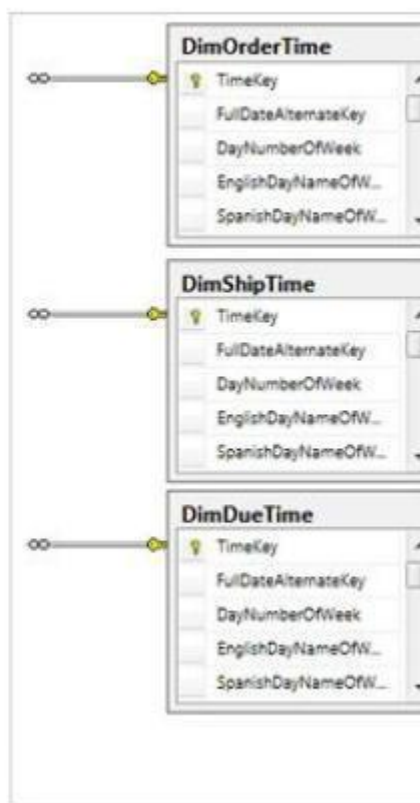 DimOrderTime
TimeKey
FullDateAlternateKey
DayNumberOfWeek
EnglishDayNameOfW...
SpanishDayNameOfW...
DimShipTime
TimeKey
FullDateAlternateKey
DayNumberOfWeek
EnglishDayNameOfW...
SpanishDayNameOfW...
DimDueTime
TimeKey
FullDateAlternateKey
DayNumberOfWeek
EnglishDayNameOfW...
SpanishDayNameOfW...